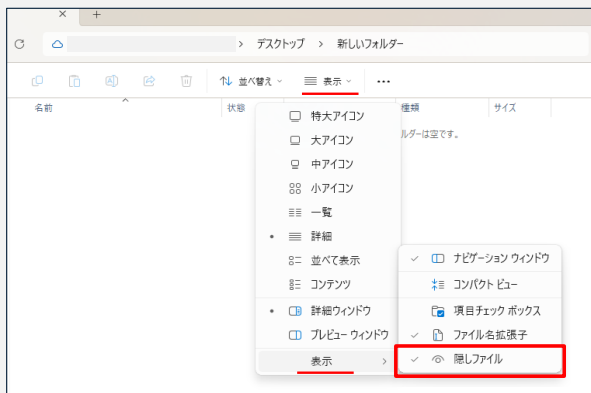 デスクトップ > 新しいフォルダー
並べ替え 表示 •••
名前 状態 種類 サイズ
ルダーは空です。
特大アイコン
大アイコン
中アイコン
小アイコン
一覧
詳細
並べて表示
コンテンツ
詳細ウィンドウ
プレビュー ウィンドウ
表示 >
ナビゲーション ウィンドウ
コンパクト ビュー
項目チェック ボックス
ファイル名拡張子
隠しファイル